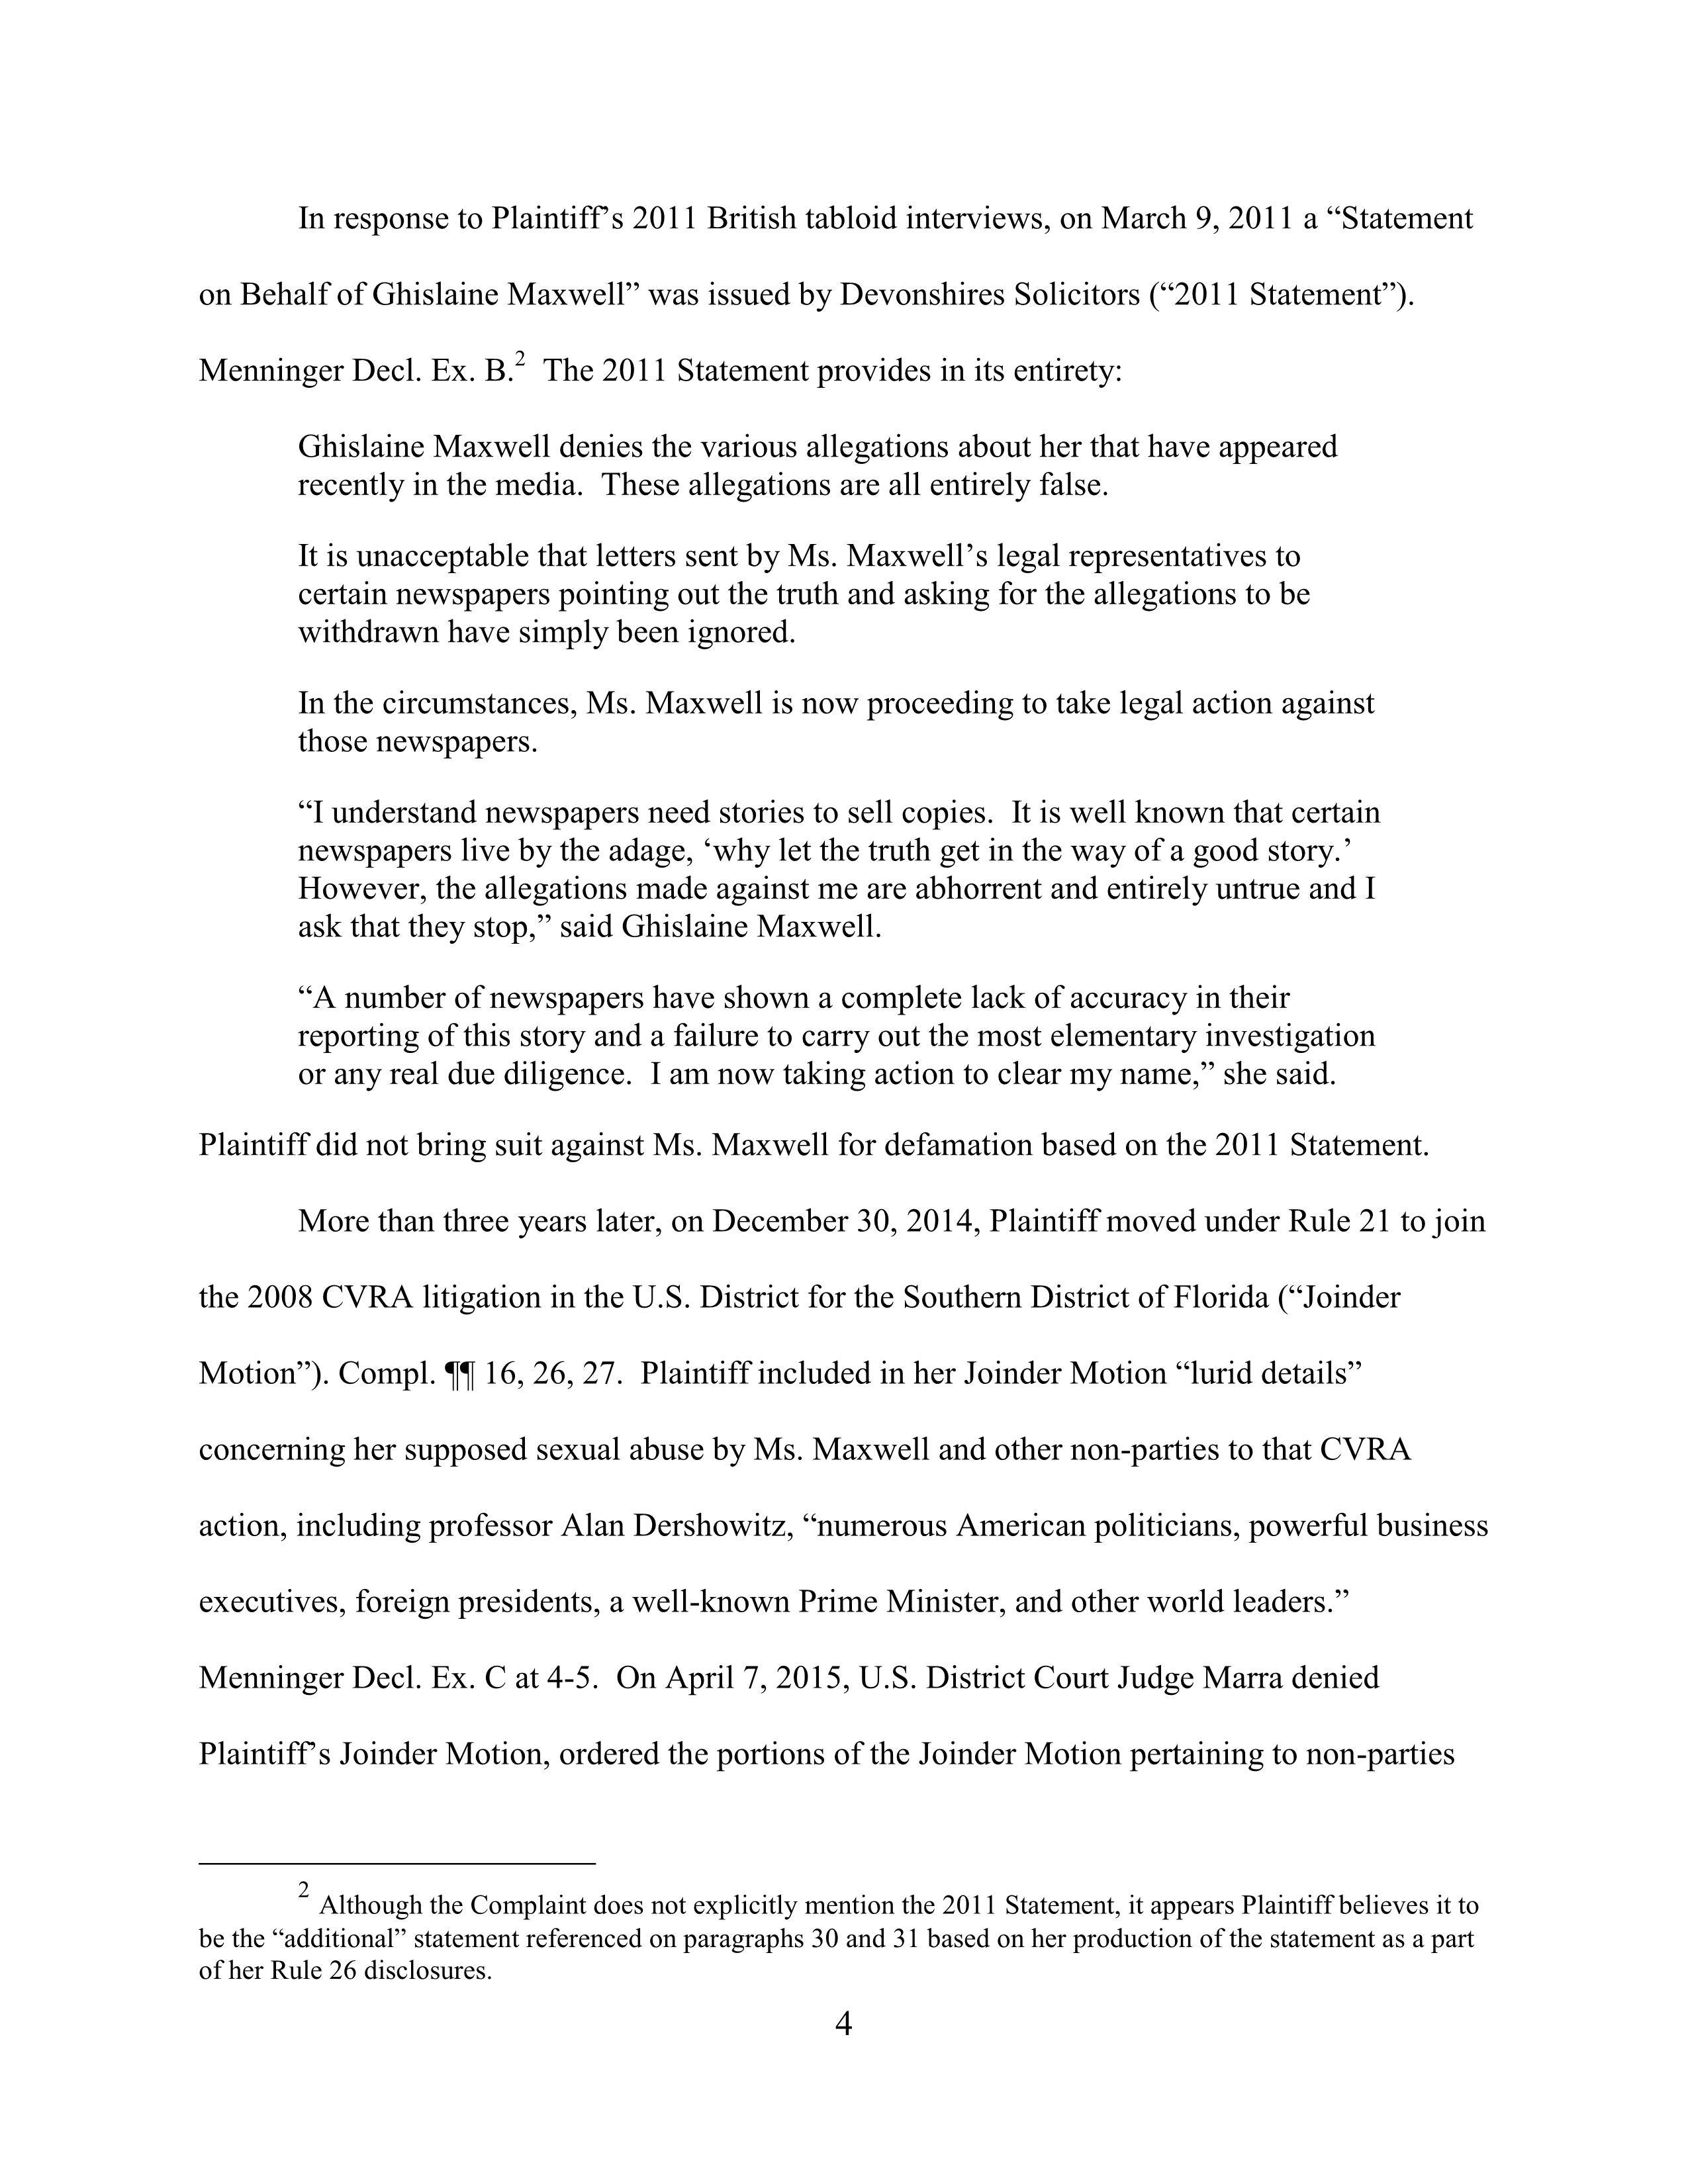 In response to Plaintiff’s 2011 British tabloid interviews, on March 9, 2011 a “Statement
on Behalf of Ghislaine Maxwell” was issued by Devonshires Solicitors (“2011 Statement”).
Menninger Decl. Ex. B.2 The 2011 Statement provides in its entirety:
Ghislaine Maxwell denies the various allegations about her that have appeared
recently in the media. These allegations are all entirely false.
It is unacceptable that letters sent by Ms. Maxwell’s legal representatives to
certain newspapers pointing out the truth and asking for the allegations to be
withdrawn have simply been ignored.
In the circumstances, Ms. Maxwell is now proceeding to take legal action against
those newspapers.
“I understand newspapers need stories to sell copies. It is well known that certain
newspapers live by the adage, ‘why let the truth get in the way of a good story.’
However, the allegations made against me are abhorrent and entirely untrue and I
ask that they stop,” said Ghislaine Maxwell.
“A number of newspapers have shown a complete lack of accuracy in their
reporting of this story and a failure to carry out the most elementary investigation
or any real due diligence. I am now taking action to clear my name,” she said.
Plaintiff did not bring suit against Ms. Maxwell for defamation based on the 2011 Statement.
More than three years later, on December 30, 2014, Plaintiff moved under Rule 21 to join
the 2008 CVRA litigation in the U.S. District for the Southern District of Florida (“Joinder
Motion”). Compl. ¶¶ 16, 26, 27. Plaintiff included in her Joinder Motion “lurid details”
concerning her supposed sexual abuse by Ms. Maxwell and other non-parties to that CVRA
action, including professor Alan Dershowitz, “numerous American politicians, powerful business
executives, foreign presidents, a well-known Prime Minister, and other world leaders.”
Menninger Decl. Ex. C at 4-5. On April 7, 2015, U.S. District Court Judge Marra denied
Plaintiff’s Joinder Motion, ordered the portions of the Joinder Motion pertaining to non-parties
2 Although the Complaint does not explicitly mention the 2011 Statement, it appears Plaintiff believes it to
be the “additional” statement referenced on paragraphs 30 and 31 based on her production of the statement as a part
of her Rule 26 disclosures.
4